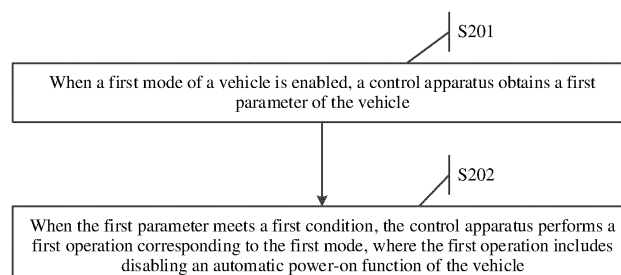 S201
When a first mode of a vehicle is enabled, a control apparatus obtains a first
parameter of the vehicle
S202
When the first parameter meets a first condition, the control apparatus performs a
first operation corresponding to the first mode, where the first operation includes
disabling an automatic power-on function of the vehicle